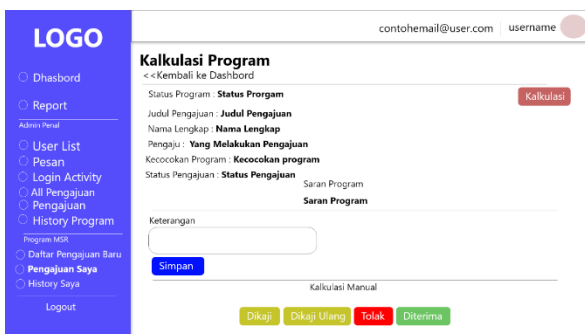 LOGO
contohemail@user.com username
Dhasbord
Report
Admin Penal
User List
Pesan
Login Activity
All Pengajuan
Pengajuan
History Program
Program MSR
Daftar Pengajuan Baru
Pengajuan Saya
History Saya
Logout
Kalkulasi Program
<<Kembali ke Dashbord
Status Program : Status Prorgam
Kalkulasi
Judul Pengajuan : Judul Pengajuan
Nama Lengkap : Nama Lengkap
Pengaju : Yang Melakukan Pengajuan
Kecocokan Program : Kecocokan program
Status Pengajuan : Status Pengajuan
Saran Program
Saran Program
Keterangan
Simpan
Kalkulasi Manual
Dikaji Dikaji Ulang Tolak Diterima